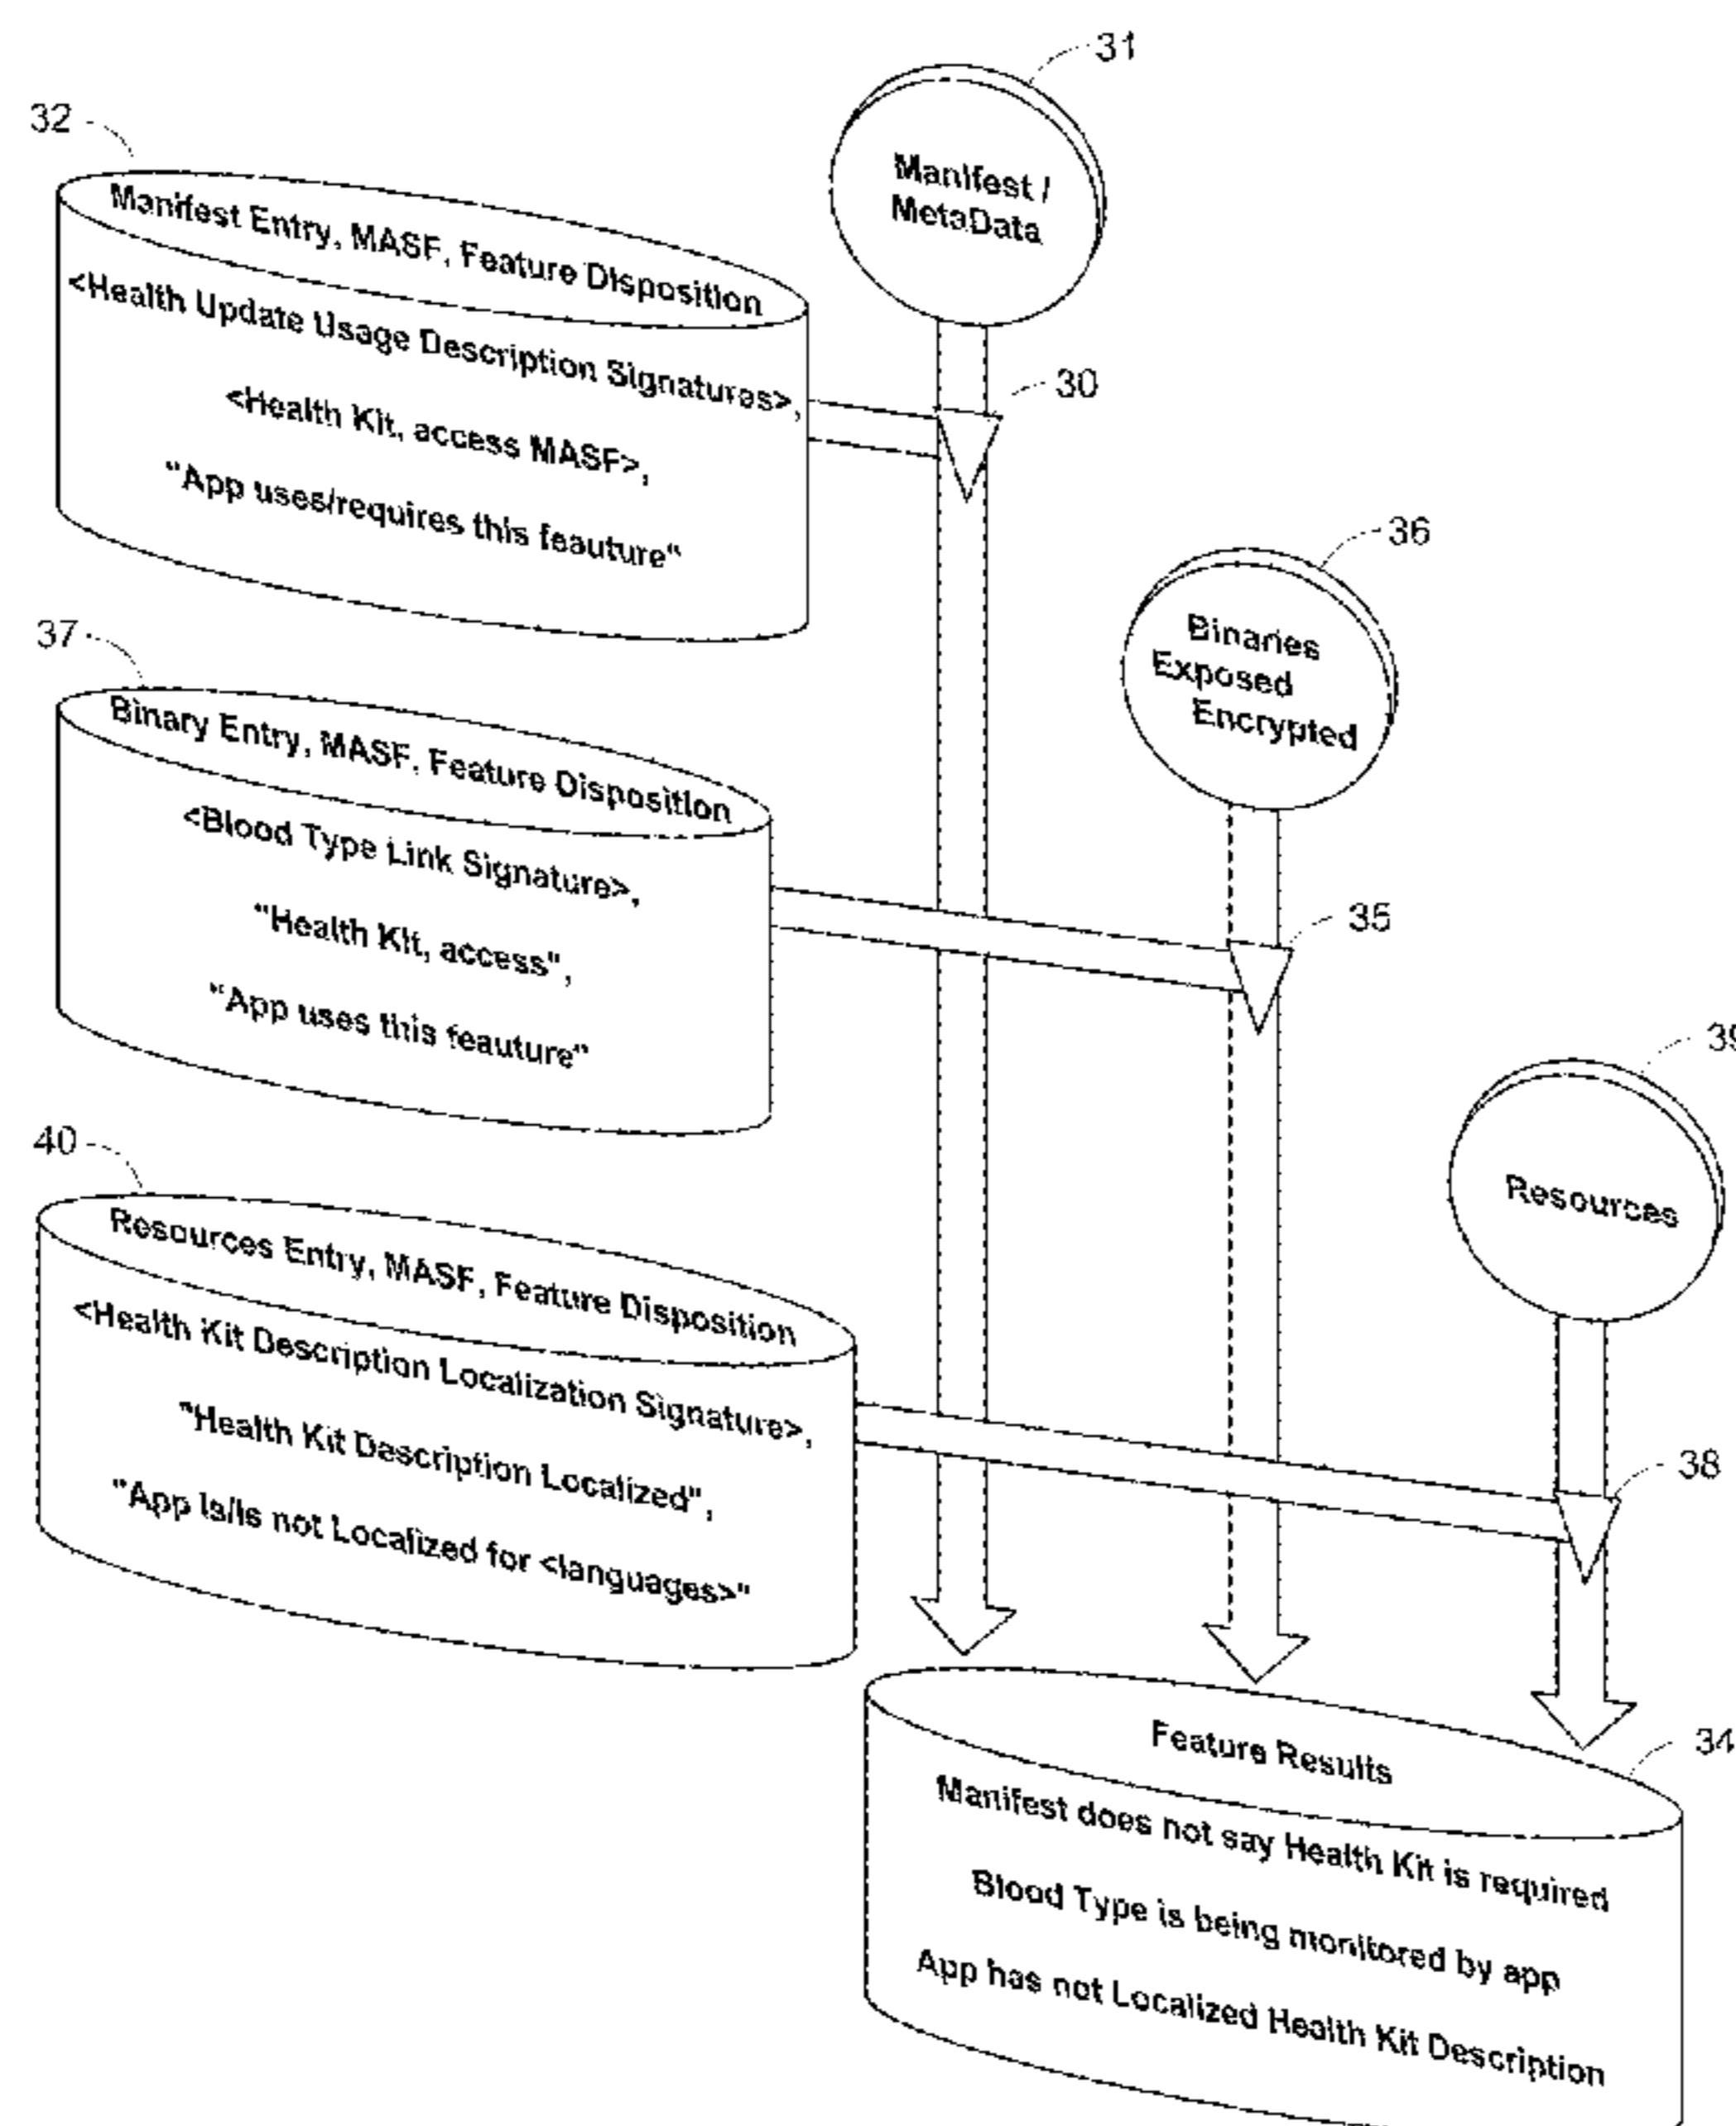 31
32
Manifest /
MetaData
Manifest Entry, MASF, Feature Disposition
<Health Update Usage Description Signatures>,
<Health Kit, access MASF>,
"App uses/requires this feauture"
30
36
Binaries
Exposed
Encrypted
37
Binary Entry, MASF, Feature Disposition
<Blood Type Link Signature>,
"Health Kit, access",
"App uses this feauture"
35
39
Resources
40
Resources Entry, MASF, Feature Disposition
<Health Kit Description Localization Signature>,
"Health Kit Description Localized",
"App Is/Is not Localized for <languages>"
38
34
Feature Results
Manifest does not say Health Kit is required
Blood Type is being monitored by app
App has not Localized Health Kit Description